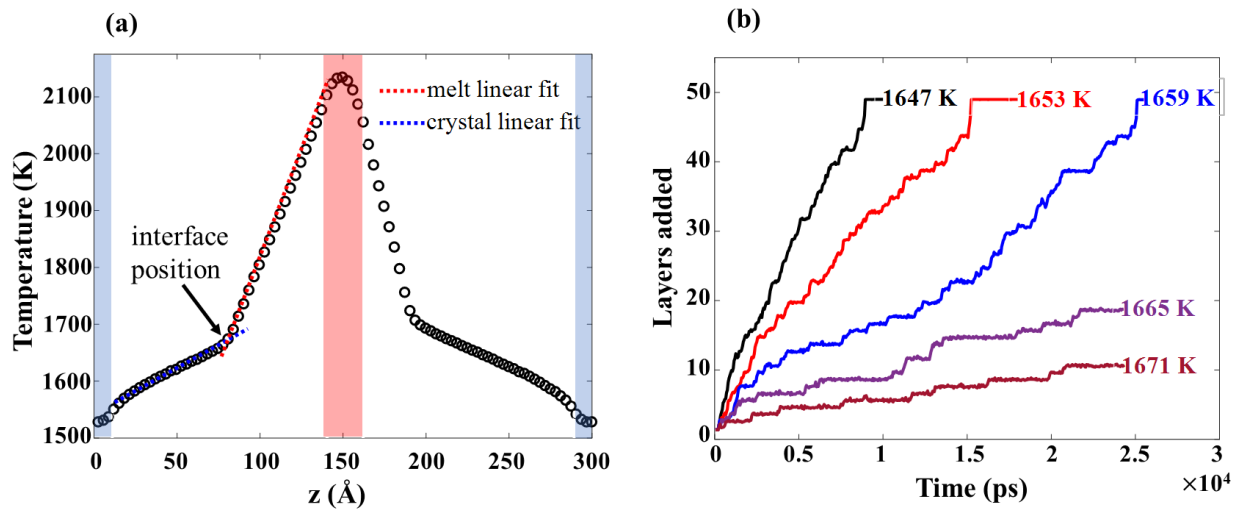 (a)
Temperature (K)
2100
2000
1900
1800
1700
1600
1500
melt linear fit
crystal linear fit
interface
position
0
50
100
150
200
250
300
z (Å)
(b)
Layers added
50
40
30
20
10
0
1647 K
1653 K
1659 K
1665 K
1671 K
0
0.5
1
1.5
2
2.5
3
×10⁴
Time (ps)